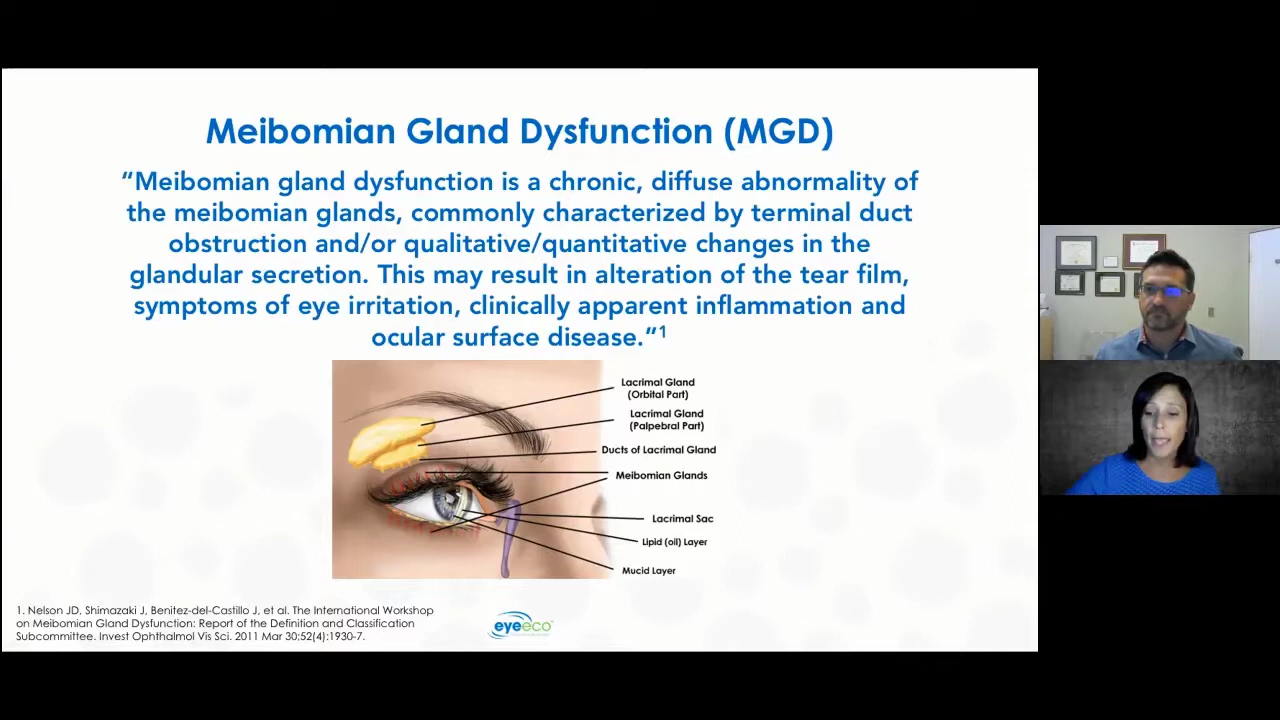 Meibomian Gland Dysfunction (MGD)
“Meibomian gland dysfunction is a chronic, diffuse abnormality of
the meibomian glands, commonly characterized by terminal duct
obstruction and/or qualitative/quantitative changes in the
glandular secretion. This may result in alteration of the tear film,
symptoms of eye irritation, clinically apparent inflammation and
ocular surface disease.”1
Lacrimal Gland
(Orbital Part)
Lacrimal Gland
(Palpebral Part)
Ducts of Lacrimal Gland
Meibomian Glands
Lacrimal Sac
Lipid (oil) Layer
Mucid Layer
1. Nelson JD, Shimazaki J, Benitez-del-Castillo J, et al. The International Workshop
on Meibomian Gland Dysfunction: Report of the Definition and Classification
Subcommittee. Invest Ophthalmol Vis Sci. 2011 Mar 30;52(4):1930-7.
eyeeco